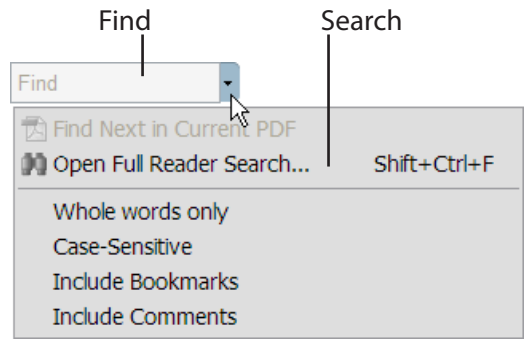 Find Search
Find
Find Next in Current PDF
Open Full Reader Search... Shift+Ctrl+F
Whole words only
Case-Sensitive
Include Bookmarks
Include Comments